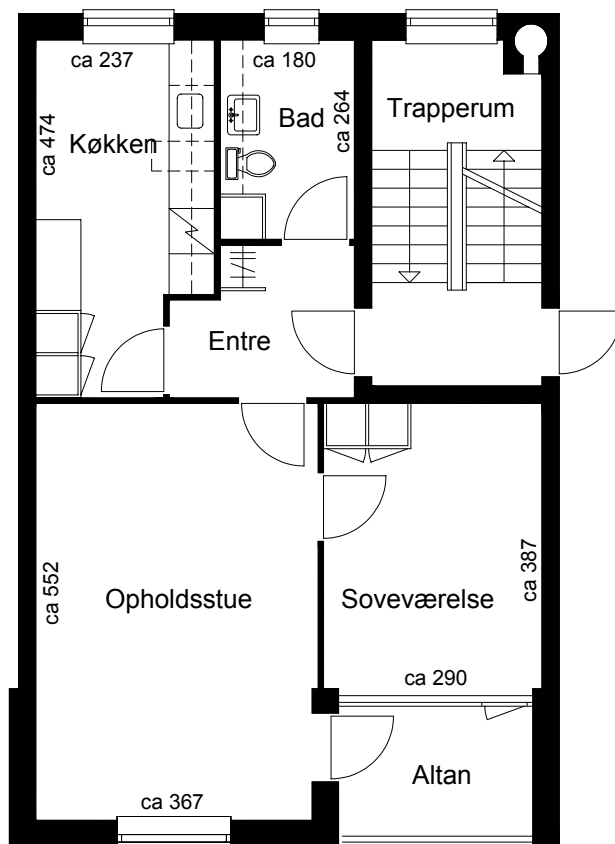 ca 237
ca 180
ca 474
Køkken
Bad
ca 264
Trapperum
Entre
ca 552
Opholdsstue
Soveværelse
ca 387
ca 290
ca 367
Altan